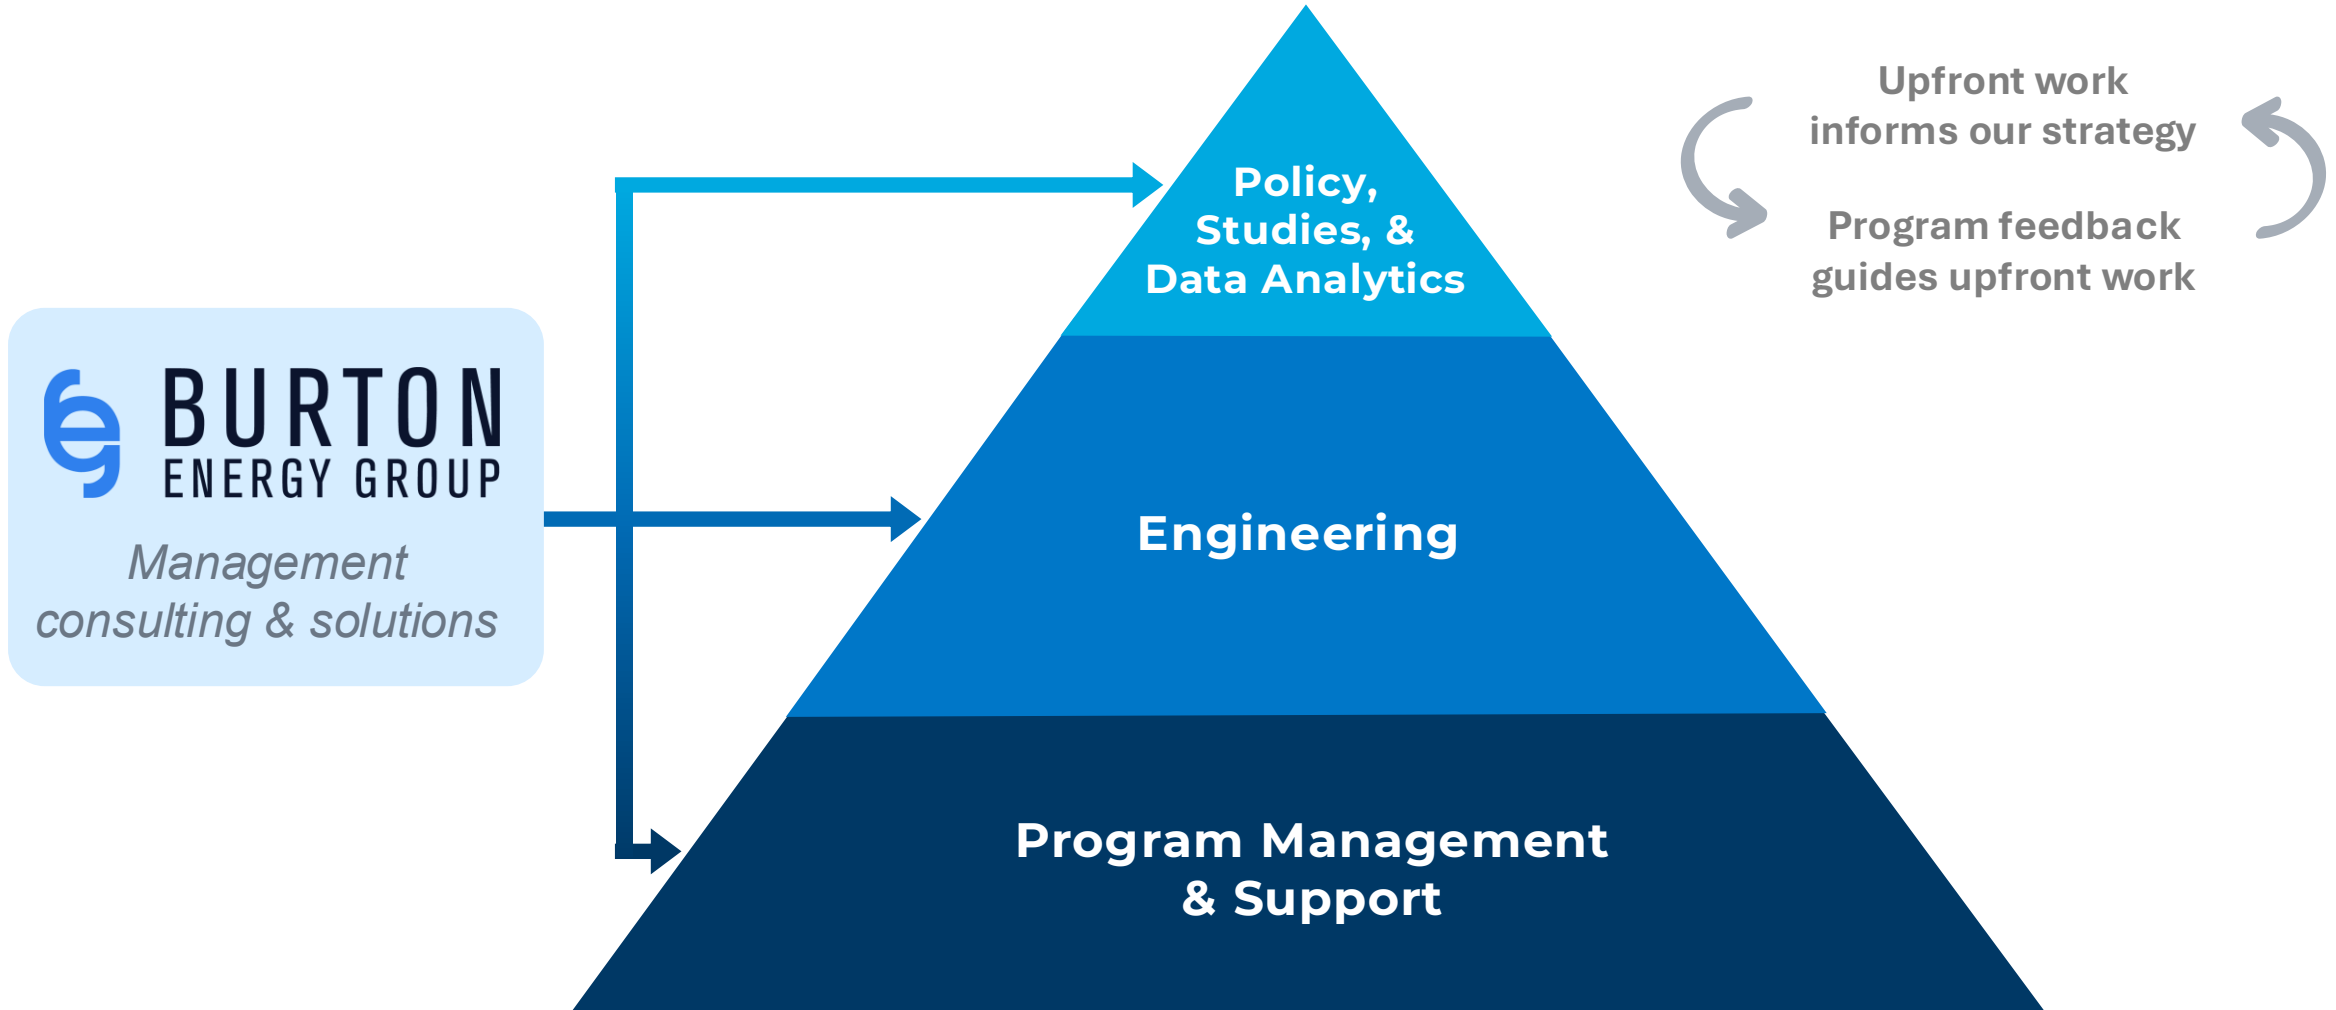 BURTON
ENERGY GROUP
Management
consulting & solutions
Policy,
Studies, &
Data Analytics
Engineering
Program Management
& Support
Upfront work
informs our strategy
Program feedback
guides upfront work